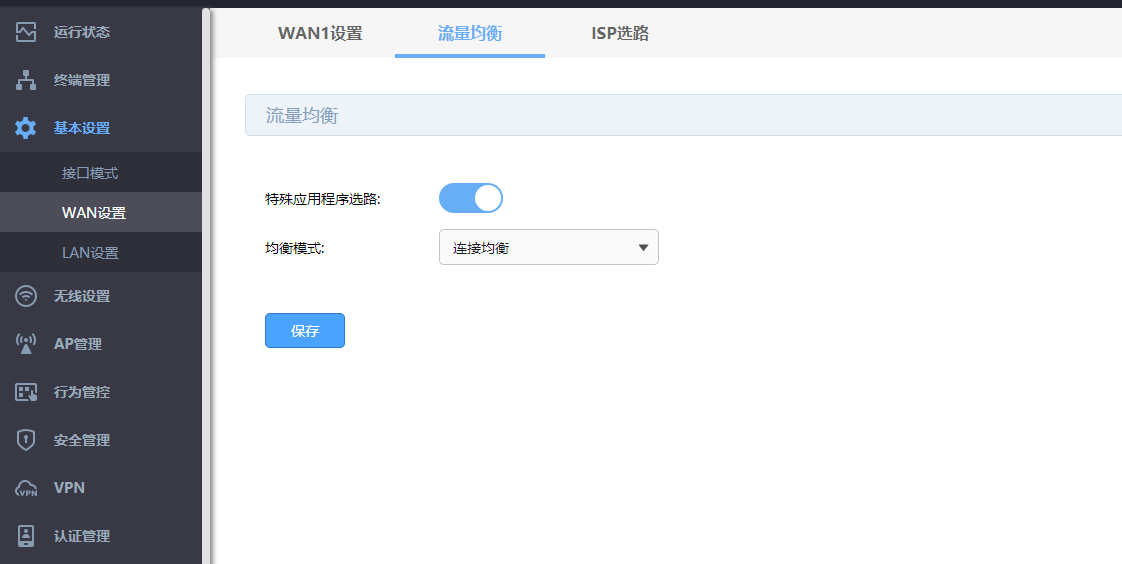 运行状态
终端管理
基本设置
接口模式
WAN设置
LAN设置
无线设置
AP管理
行为管控
安全管理
VPN
VPN
认证管理
WAN1设置
流量均衡
ISP选路
流量均衡
特殊应用程序选路:
均衡模式:
连接均衡
保存